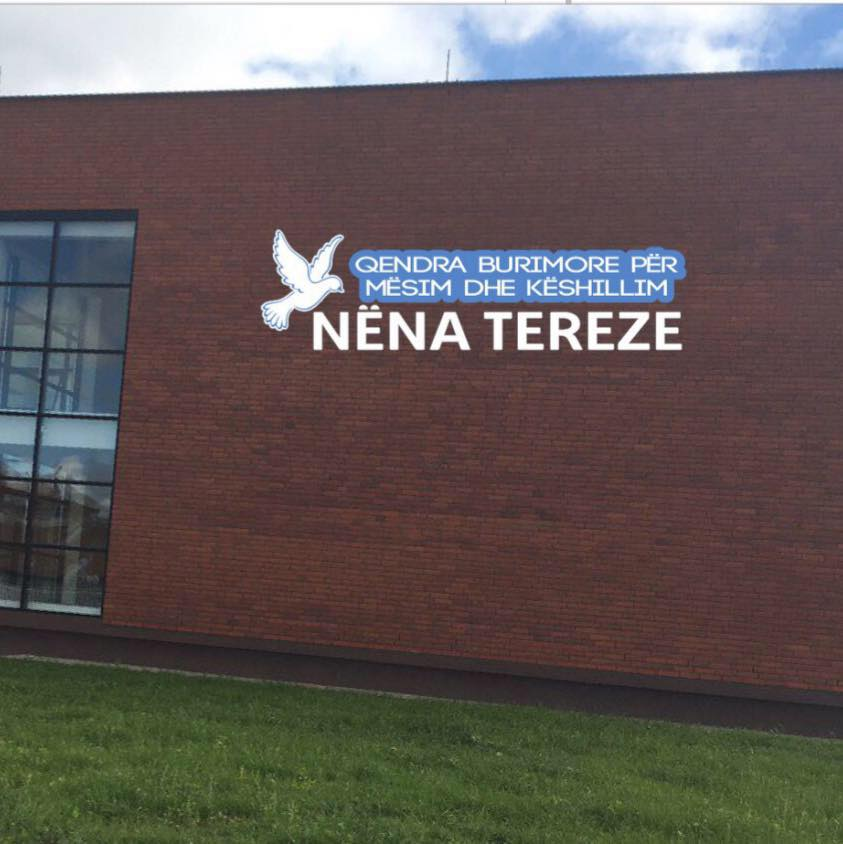 QENDRA BURIMORE PËR
MËSIM DHE KËSHILLIM
NËNA TEREZE